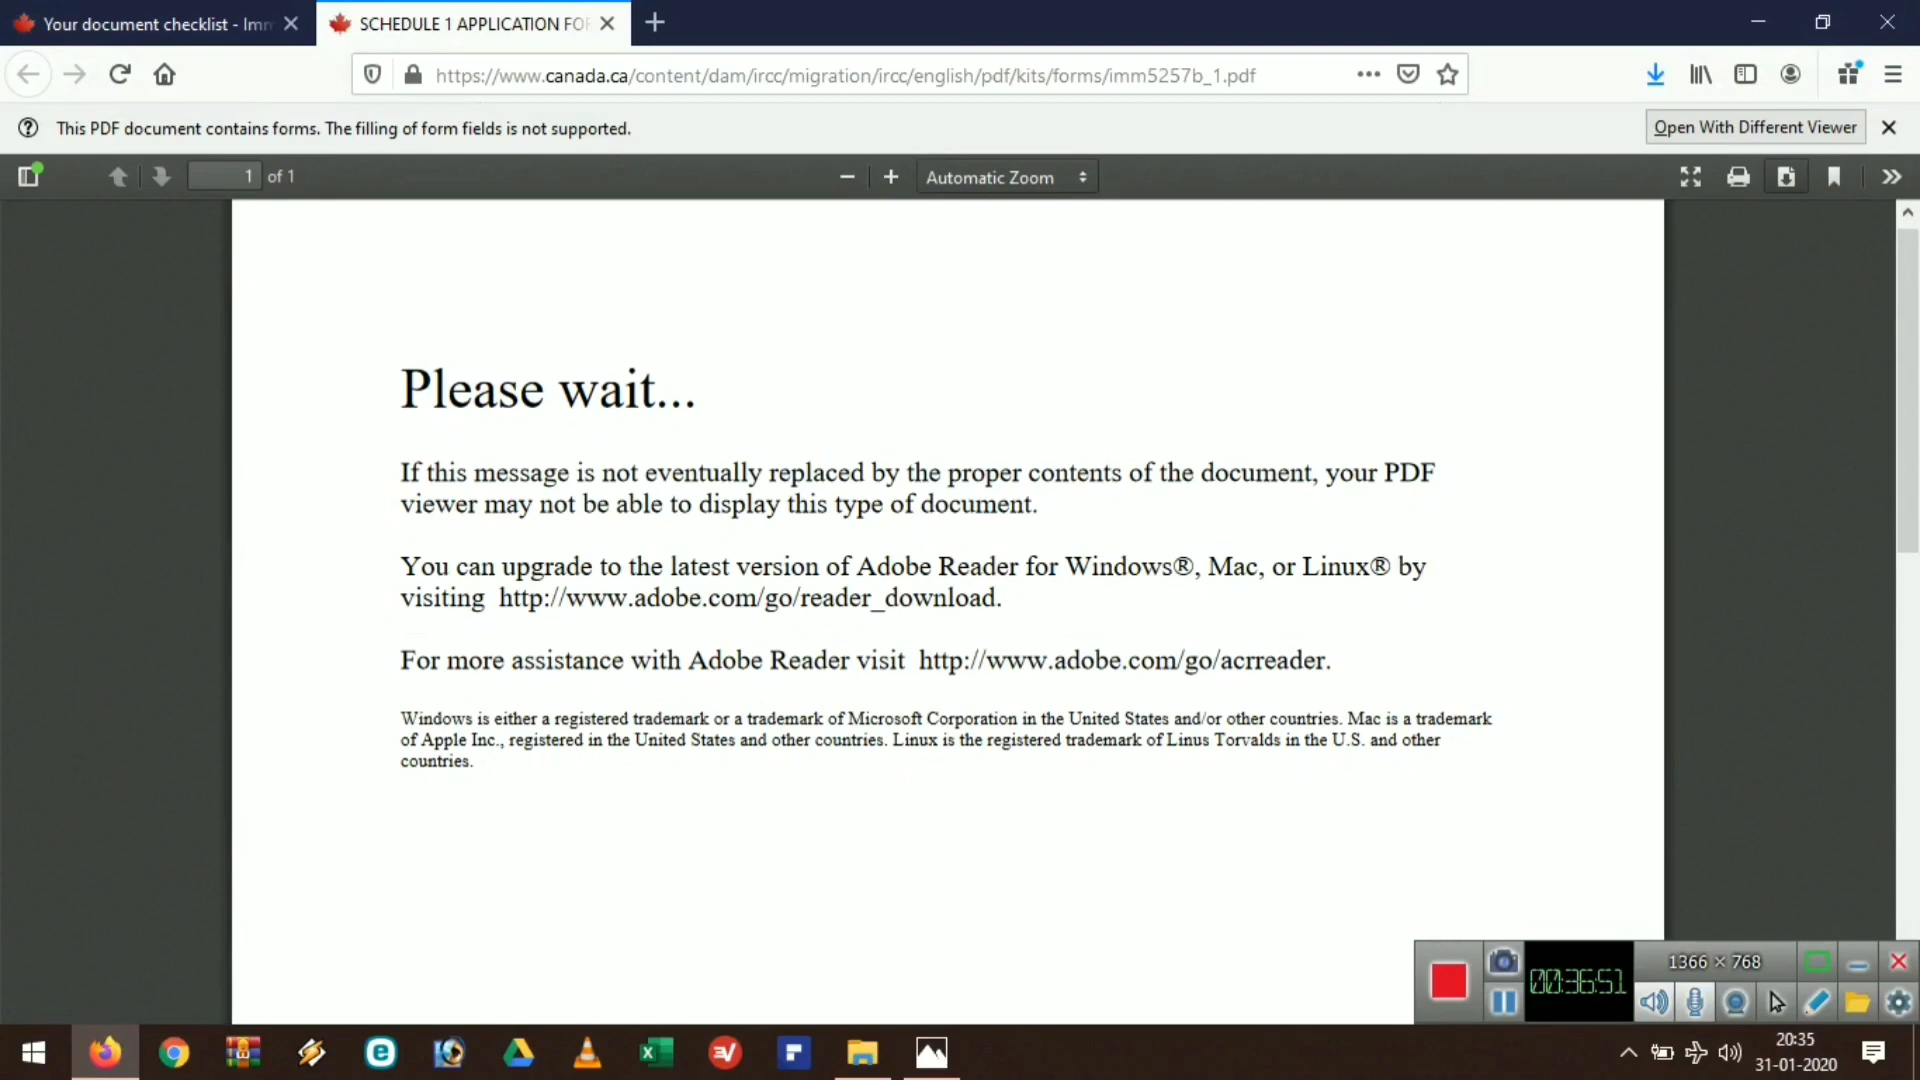 Your document checklist - Imm
SCHEDULE 1 APPLICATION FO
https://www.canada.ca/content/dam/ircc/migration/ircc/english/pdf/kits/forms/imm5257b_1.pdf
This PDF document contains forms. The filling of form fields is not supported.
Open With Different Viewer
1 of 1
Automatic Zoom
Please wait...
If this message is not eventually replaced by the proper contents of the document, your PDF
viewer may not be able to display this type of document.
You can upgrade to the latest version of Adobe Reader for Windows®, Mac, or Linux® by
visiting http://www.adobe.com/go/reader_download.
For more assistance with Adobe Reader visit http://www.adobe.com/go/acrreader.
Windows is either a registered trademark or a trademark of Microsoft Corporation in the United States and/or other countries. Mac is a trademark
of Apple Inc., registered in the United States and other countries. Linux is the registered trademark of Linus Torvalds in the U.S. and other
countries.
1366 × 768
00:36:51
20:35
31-01-2020